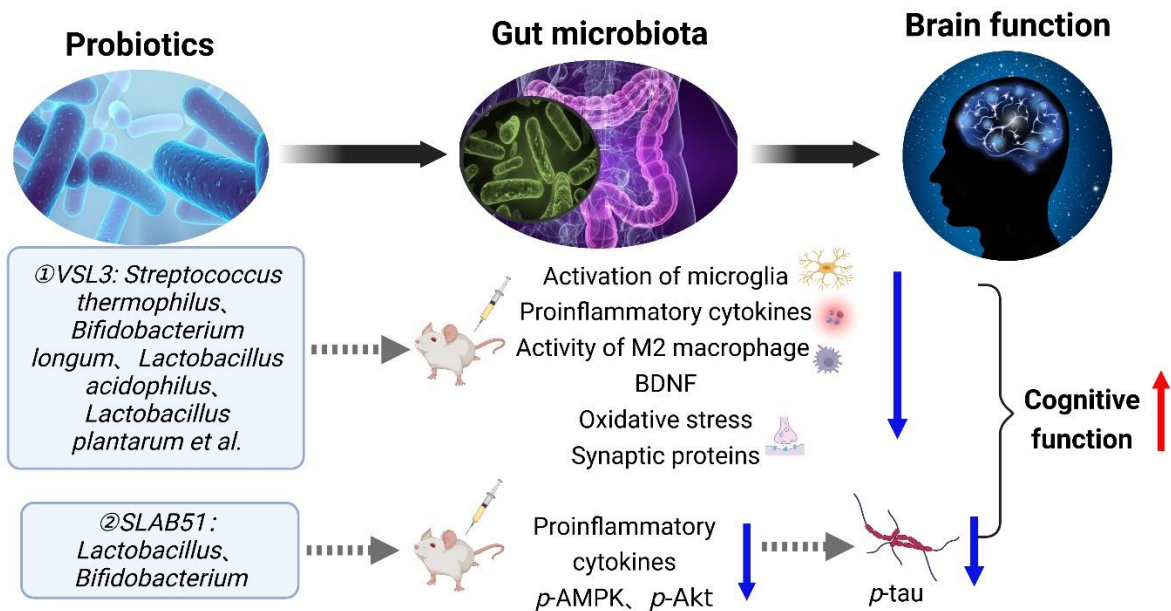 Probiotics
Gut microbiota
Brain function
①VSL3: Streptococcus
thermophilus、
Bifidobacterium
longum、Lactobacillus
acidophilus、
Lactobacillus
plantarum et al.
Activation of microglia
Proinflammatory cytokines
Activity of M2 macrophage
BDNF
Oxidative stress
Synaptic proteins
Cognitive
function
②SLAB51:
Lactobacillus、
Bifidobacterium
Proinflammatory
cytokines
p-AMPK、p-Akt
p-tau